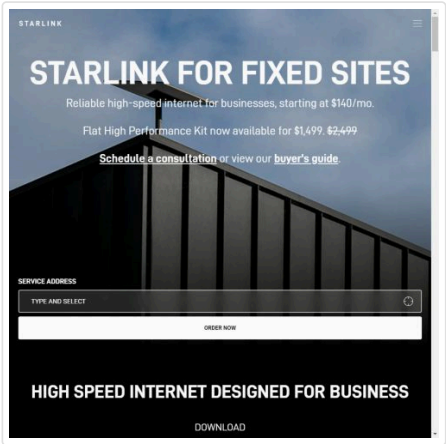 STARLINK
STARLINK FOR FIXED SITES
Reliable high-speed internet for businesses, starting at $140/mo.
Flat High Performance Kit now available for $1,499. $2,499
Schedule a consultation or view our buyer's guide.
SERVICE ADDRESS
TYPE AND SELECT
ORDER NOW
HIGH SPEED INTERNET DESIGNED FOR BUSINESS
DOWNLOAD